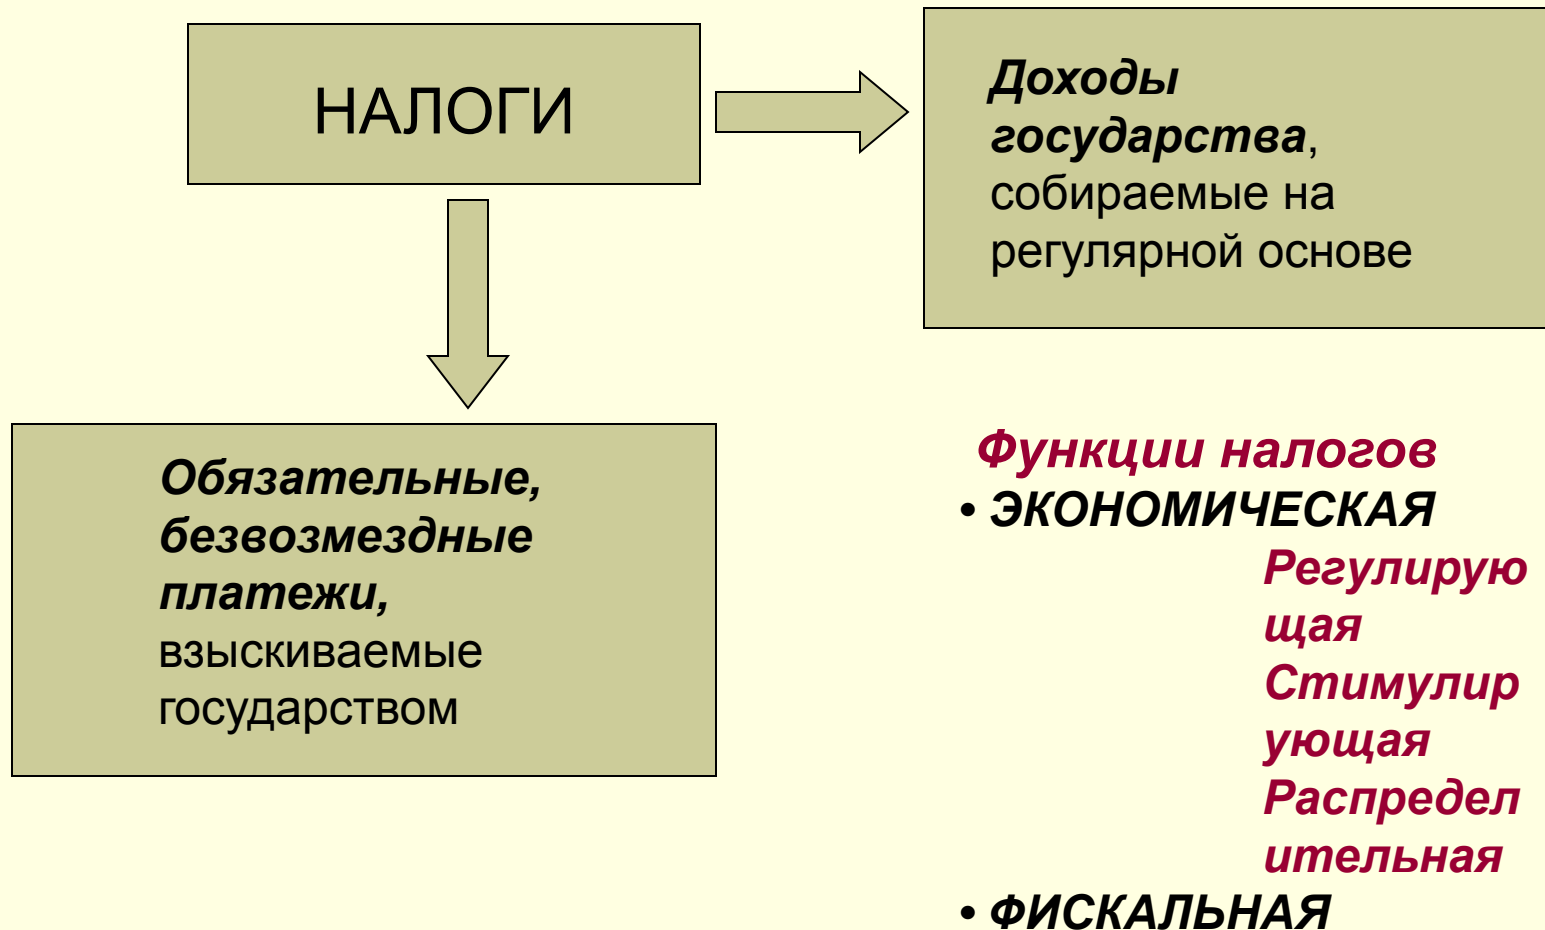 НАЛОГИ
Доходы
государства,
собираемые на
регулярной основе
Обязательные,
безвозмездные
платежи,
взыскиваемые
государством
Функции налогов
• ЭКОНОМИЧЕСКАЯ
Регулирую
щая
Стимулир
ующая
Распредел
ительная
• ФИСКАЛЬНАЯ